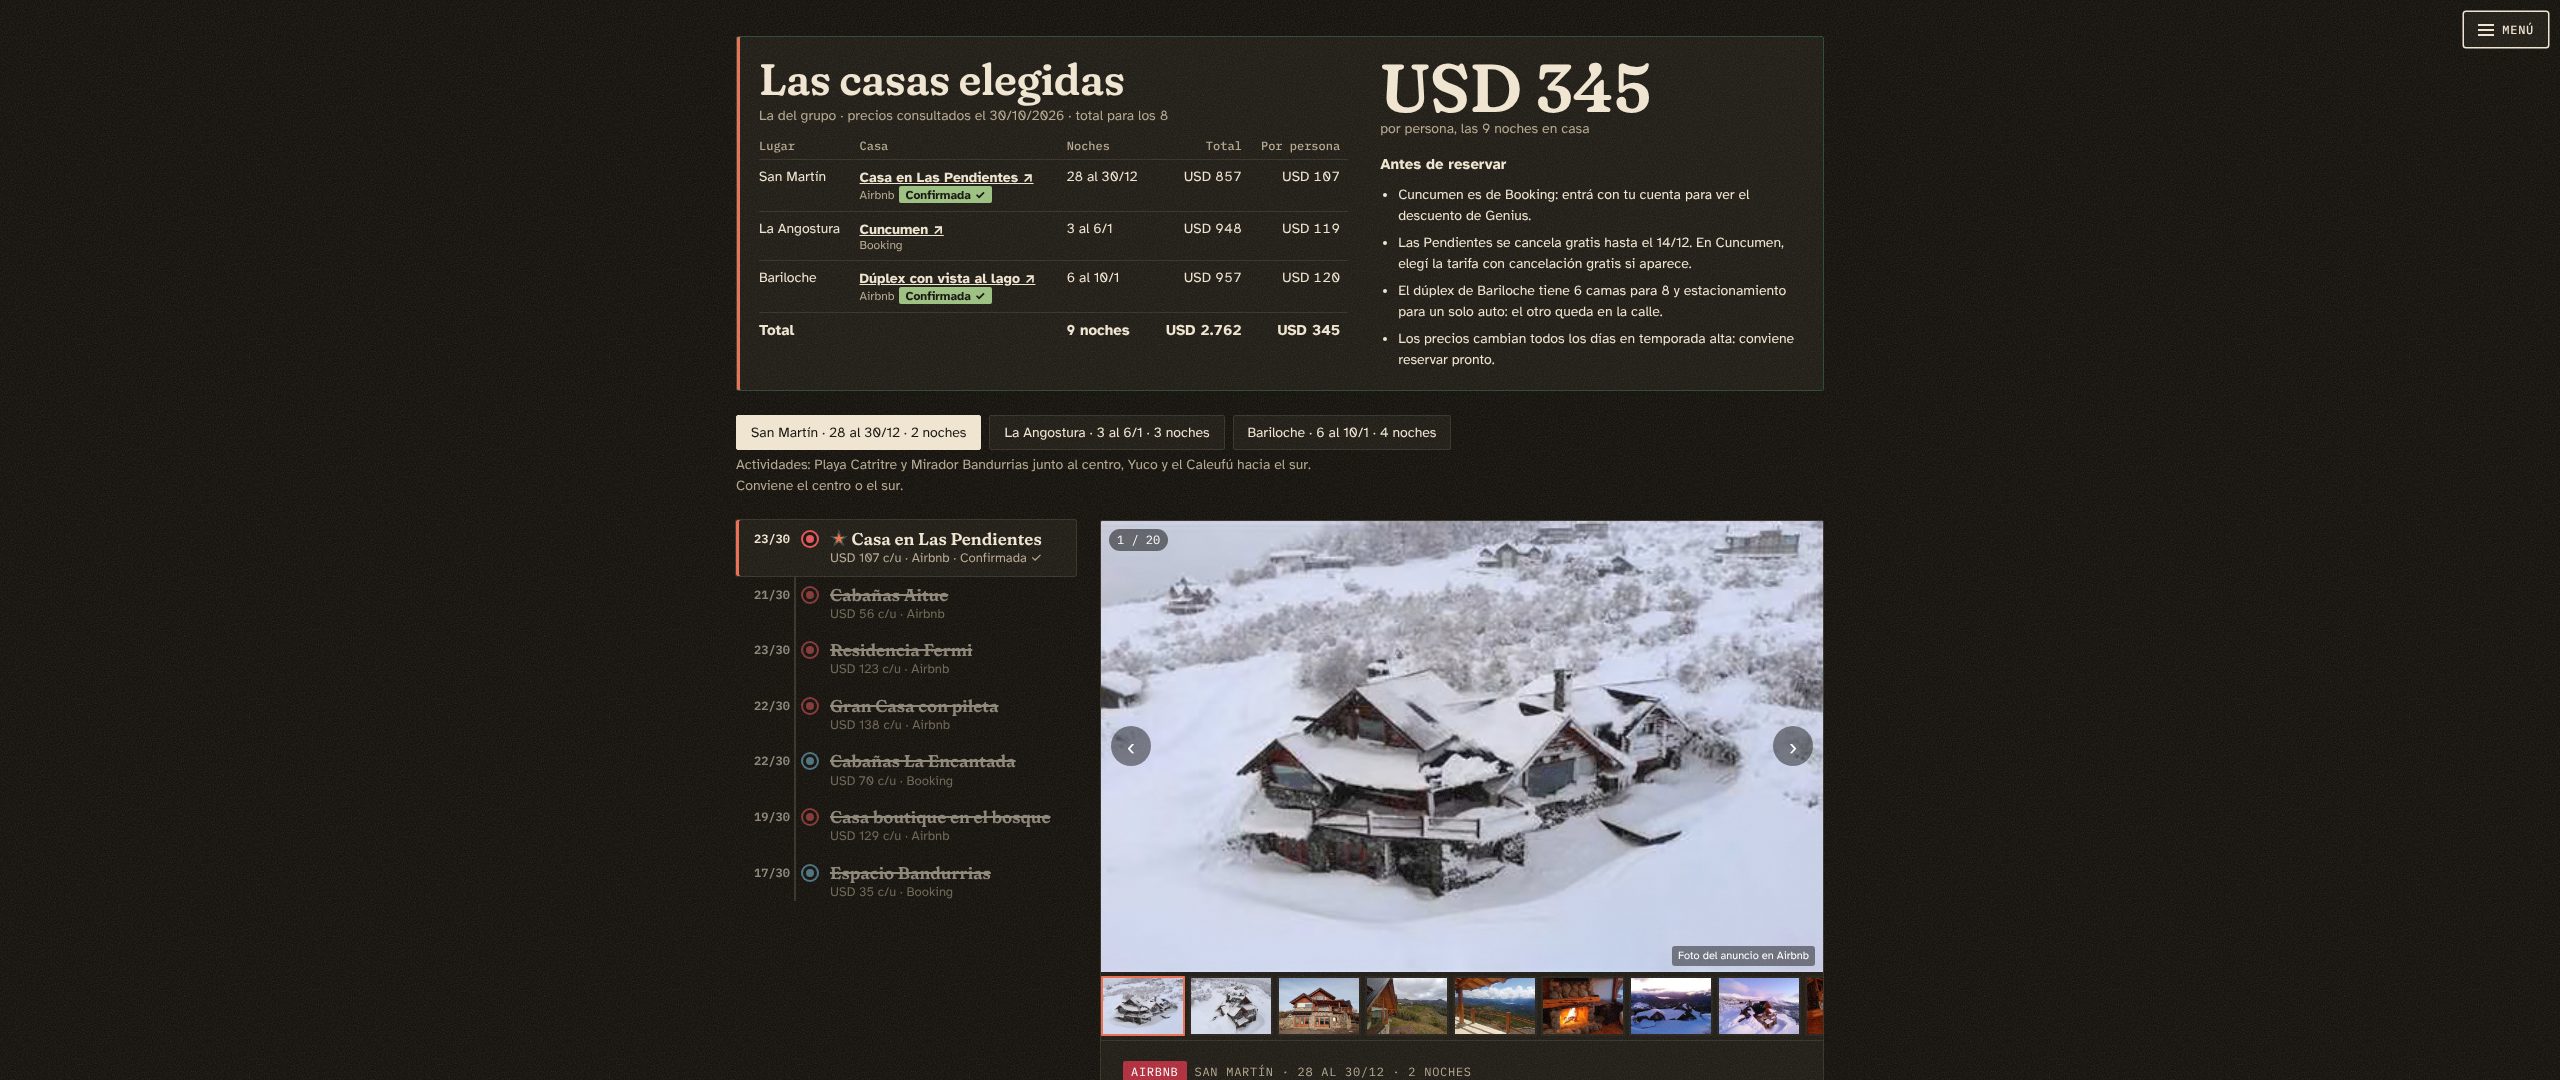 MENÚ
Las casas elegidas
La del grupo · precios consultados el 30/10/2026 · total para los 8
Lugar Casa Noches Total Por persona
San Martín Casa en Las Pendientes ↗ 28 al 30/12 USD 857 USD 107
Airbnb Confirmada ✓
La Angostura Cuncumen ↗ 3 al 6/1 USD 948 USD 119
Booking
Bariloche Dúplex con vista al lago ↗ 6 al 10/1 USD 957 USD 120
Airbnb Confirmada ✓
Total 9 noches USD 2.762 USD 345
USD 345
por persona, las 9 noches en casa
Antes de reservar
• Cuncumen es de Booking: entrá con tu cuenta para ver el
descuento de Genius.
• Las Pendientes se cancela gratis hasta el 14/12. En Cuncumen,
elegí la tarifa con cancelación gratis si aparece.
• El dúplex de Bariloche tiene 6 camas para 8 y estacionamiento
para un solo auto: el otro queda en la calle.
• Los precios cambian todos los días en temporada alta: conviene
reservar pronto.
San Martín · 28 al 30/12 · 2 noches
La Angostura · 3 al 6/1 · 3 noches
Bariloche · 6 al 10/1 · 4 noches
Actividades: Playa Catritre y Mirador Bandurrias junto al centro, Yuco y el Caleufú hacia el sur.
Conviene el centro o el sur.
23/30 ★ Casa en Las Pendientes
USD 107 c/u · Airbnb · Confirmada ✓
21/30 Cabañas Aitue
USD 56 c/u · Airbnb
23/30 Residencia Fermi
USD 123 c/u · Airbnb
22/30 Gran Casa con pileta
USD 138 c/u · Airbnb
22/30 Cabañas La Encantada
USD 70 c/u · Booking
19/30 Casa boutique en el bosque
USD 129 c/u · Airbnb
17/30 Espacio Bandurrias
USD 35 c/u · Booking
1 / 20
‹ ›
Foto del anuncio en Airbnb
AIRBNB SAN MARTÍN · 28 AL 30/12 · 2 NOCHES